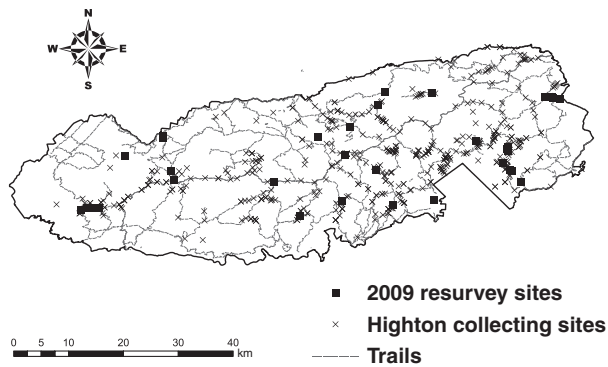 N
W E
S
2009 resurvey sites
Highton collecting sites
Trails
0 5 10 20 30 40
km